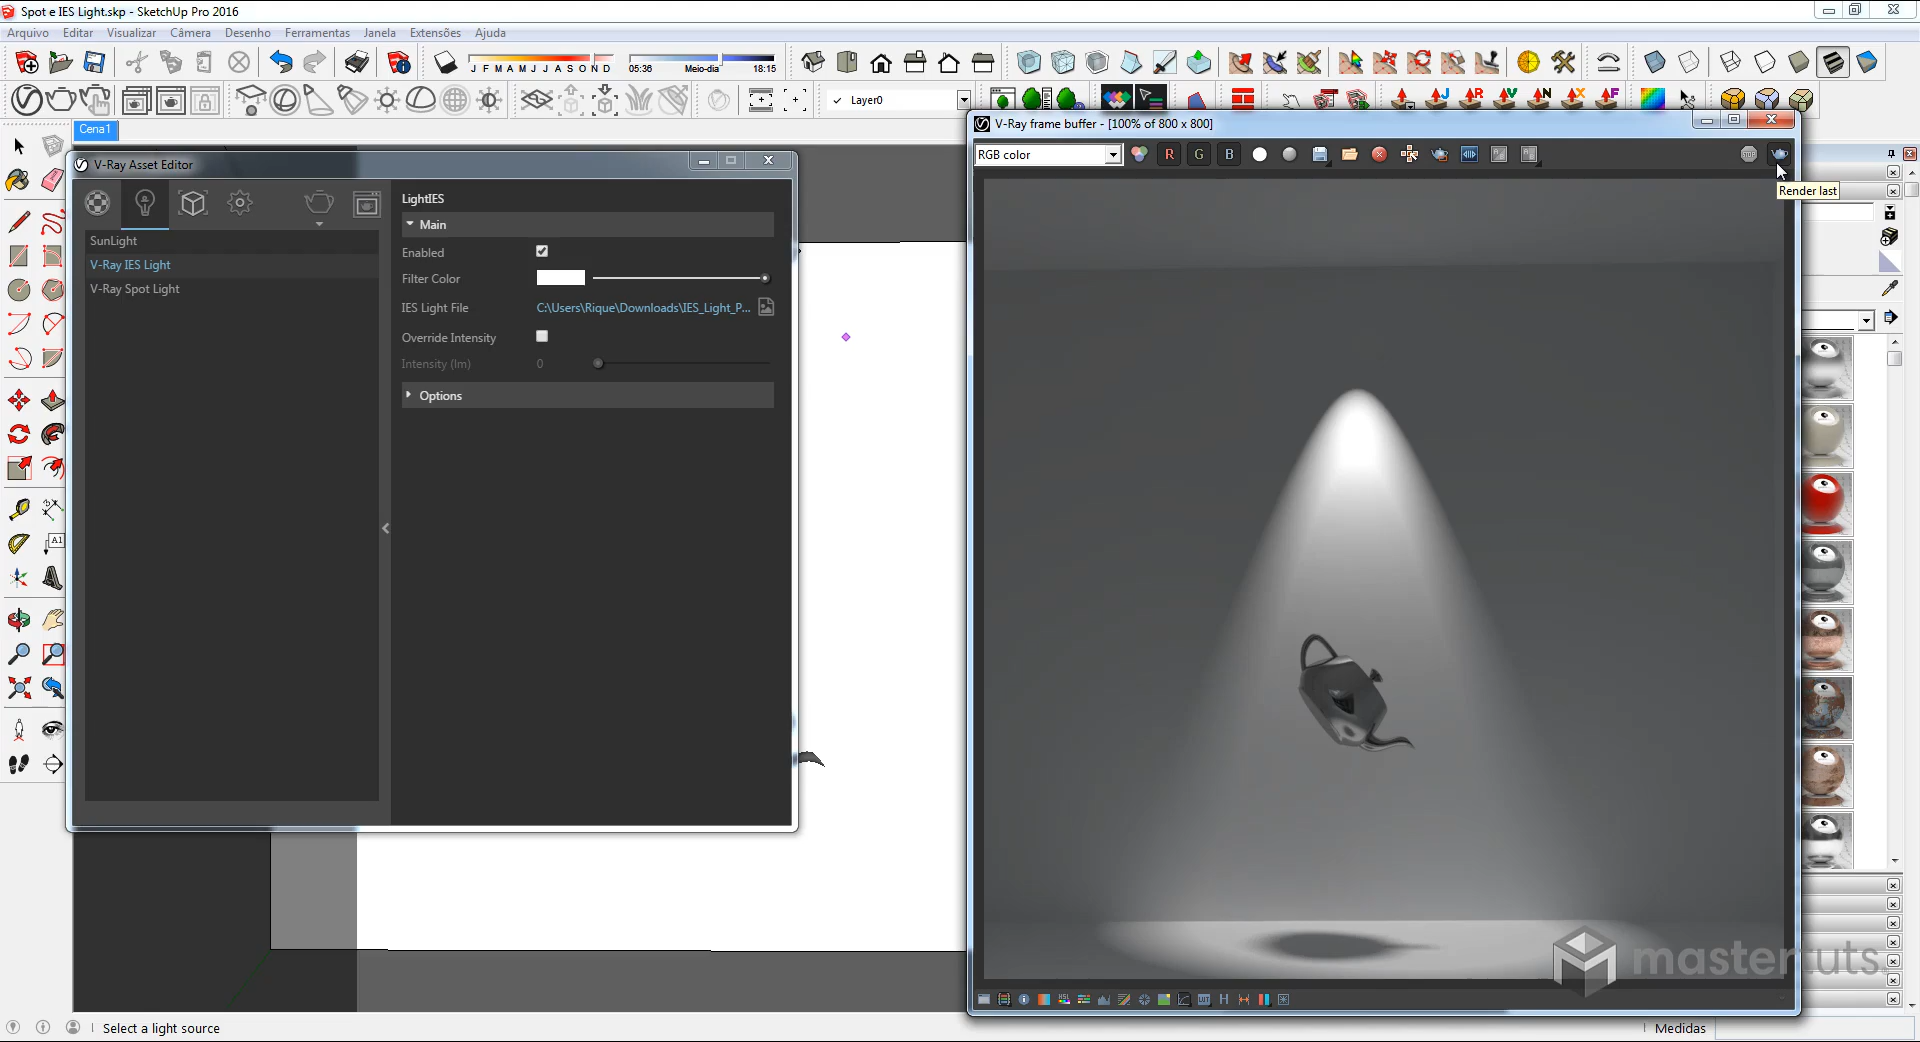 Spot e IES Light.skp - SketchUp Pro 2016
Arquivo Editar Visualizar Câmera Desenho Ferramentas Janela Extensões Ajuda
J F M A M J J A S O N D
05:36 Meio-dia 18:15
Layer0
Cena1
V-Ray frame buffer - [100% of 800 x 800]
RGB color
R G B
STOP
Render last
V-Ray Asset Editor
SunLight
V-Ray IES Light
V-Ray Spot Light
LightIES
Main
Enabled
Filter Color
IES Light File C:\Users\Rique\Downloads\IES_Light_P...
Override Intensity
Intensity (lm) 0
Options
A1
mastertuts
Select a light source
Medidas